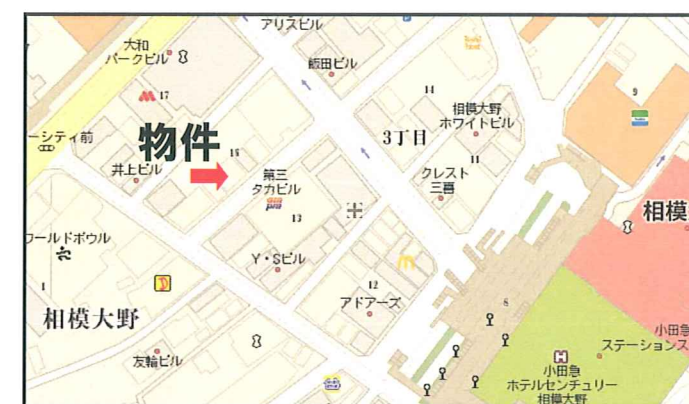 アリスビル
大和
パークビル
飯田ビル
17
14
9
相模大野
ホワイトビル
3丁目
ーシティ前
物件
16
井上ビル
第三
タカビル
11
クレスト
三喜
13
相模
ワールドボウル
Y・Sビル
1
12
アドアーズ
8
相模大野
友輪ビル
小田急
ステーションス
H
小田急
ホテルセンチュリー
相模大野